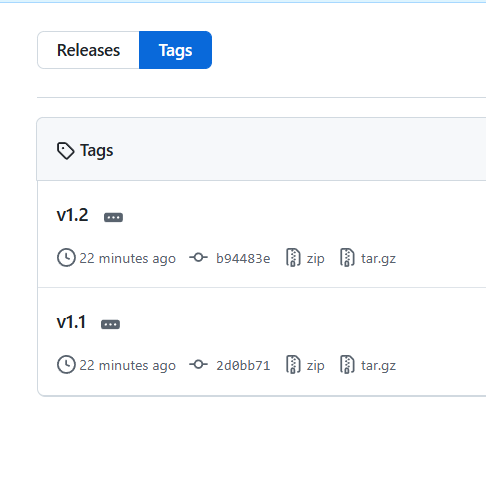 Releases Tags
Tags
v1.2
22 minutes ago b94483e zip tar.gz
v1.1
22 minutes ago 2d0bb71 zip tar.gz